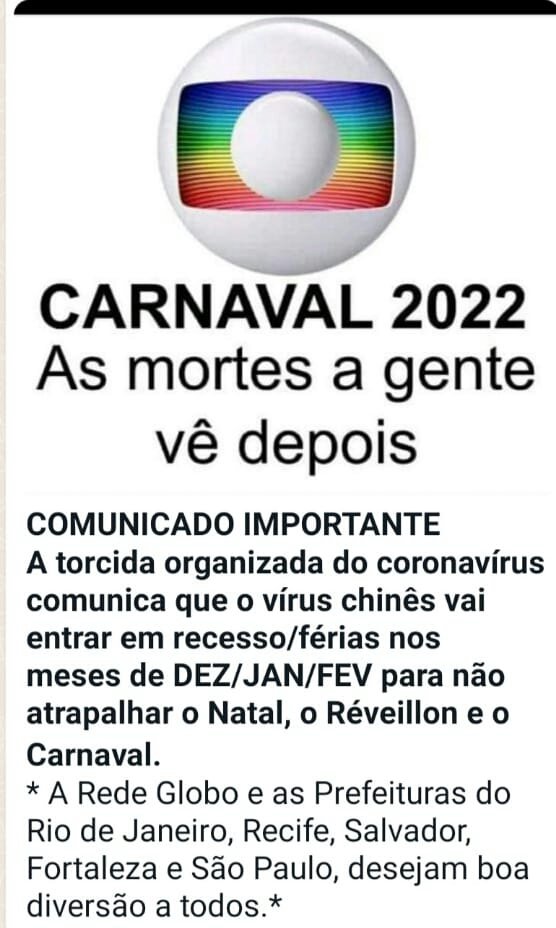 CARNAVAL 2022
As mortes a gente
vê depois
COMUNICADO IMPORTANTE
A torcida organizada do coronavírus
comunica que o vírus chinês vai
entrar em recesso/férias nos
meses de DEZ/JAN/FEV para não
atrapalhar o Natal, o Réveillon e o
Carnaval.
* A Rede Globo e as Prefeituras do
Rio de Janeiro, Recife, Salvador,
Fortaleza e São Paulo, desejam boa
diversão a todos.*